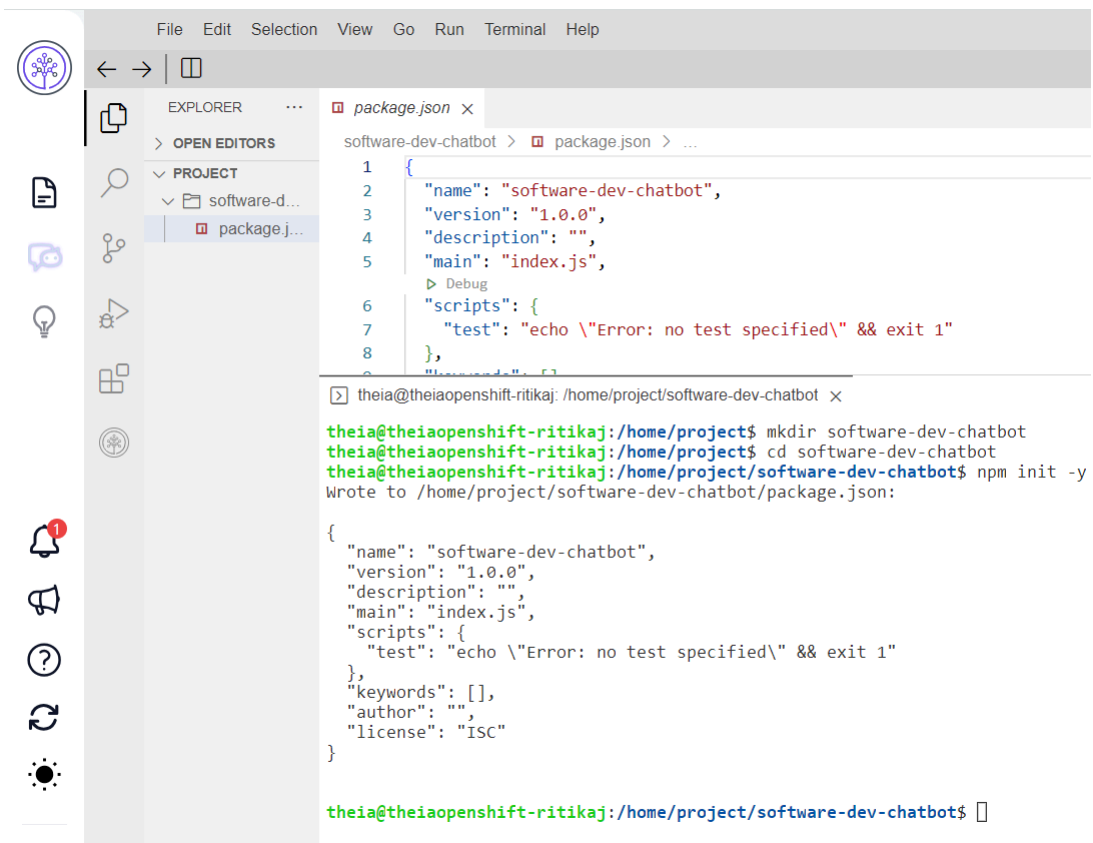 File Edit Selection View Go Run Terminal Help
EXPLORER ...
OPEN EDITORS
PROJECT
software-d...
package.j...
package.json
software-dev-chatbot > package.json > ...
1 {
2 "name": "software-dev-chatbot",
3 "version": "1.0.0",
4 "description": "",
5 "main": "index.js",
Debug
6 "scripts": {
7 "test": "echo \"Error: no test specified\" && exit 1"
8 },
theia@theiaopenshift-ritikaj: /home/project/software-dev-chatbot
theia@theiaopenshift-ritikaj:/home/project$ mkdir software-dev-chatbot
theia@theiaopenshift-ritikaj:/home/project$ cd software-dev-chatbot
theia@theiaopenshift-ritikaj:/home/project/software-dev-chatbot$ npm init -y
Wrote to /home/project/software-dev-chatbot/package.json:
{
"name": "software-dev-chatbot",
"version": "1.0.0",
"description": "",
"main": "index.js",
"scripts": {
"test": "echo \"Error: no test specified\" && exit 1"
},
"keywords": [],
"author": "",
"license": "ISC"
}
theia@theiaopenshift-ritikaj:/home/project/software-dev-chatbot$
1